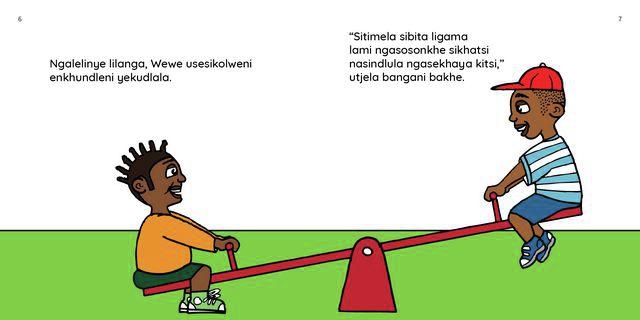 6
Ngalelinye lilanga, Wewe usesikolweni
enkhundleni yekudlala.
7
“Sitimela sibita ligama
lami ngasosonkhe sikhatsi
nasindlula ngasekhaya kitsi,”
utjela bangani bakhe.